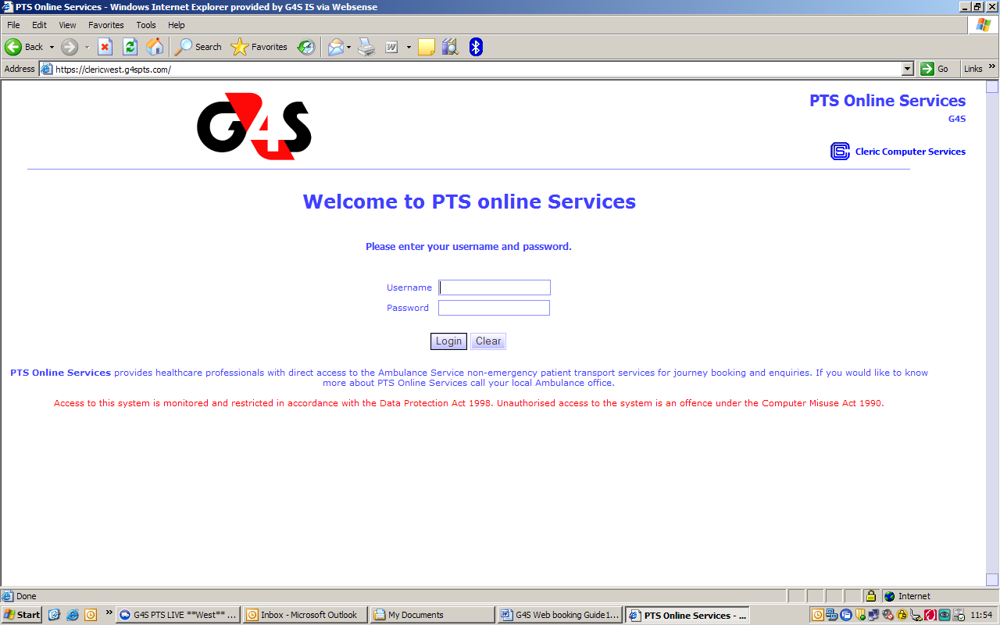 PTS Online Services - Windows Internet Explorer provided by G4S IS via Websense
File Edit View Favorites Tools Help
Back Search Favorites
Address https://clericwest.g4spts.com/ Go Links »
G4S
PTS Online Services
G4S
Cleric Computer Services
Welcome to PTS online Services
Please enter your username and password.
Username
Password
Login Clear
PTS Online Services provides healthcare professionals with direct access to the Ambulance Service non-emergency patient transport services for journey booking and enquiries. If you would like to know
more about PTS Online Services call your local Ambulance office.
Access to this system is monitored and restricted in accordance with the Data Protection Act 1998. Unauthorised access to the system is an offence under the Computer Misuse Act 1990.
Done Internet
Start » G4S PTS LIVE **West** ... Inbox - Microsoft Outlook My Documents G4S Web booking Guide1... PTS Online Services - ... 11:54